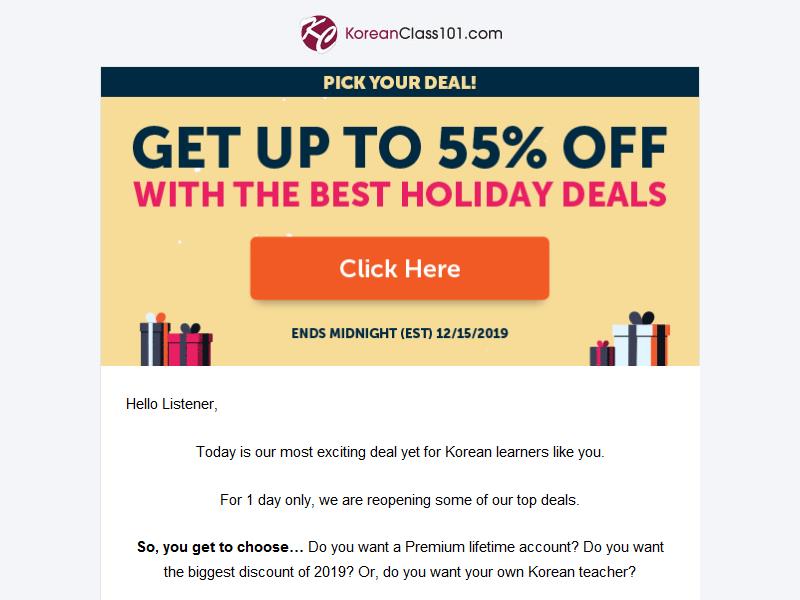 KoreanClass101.com
PICK YOUR DEAL!
GET UP TO 55% OFF
WITH THE BEST HOLIDAY DEALS
Click Here
ENDS MIDNIGHT (EST) 12/15/2019
Hello Listener,
Today is our most exciting deal yet for Korean learners like you.
For 1 day only, we are reopening some of our top deals.
So, you get to choose... Do you want a Premium lifetime account? Do you want
the biggest discount of 2019? Or, do you want your own Korean teacher?